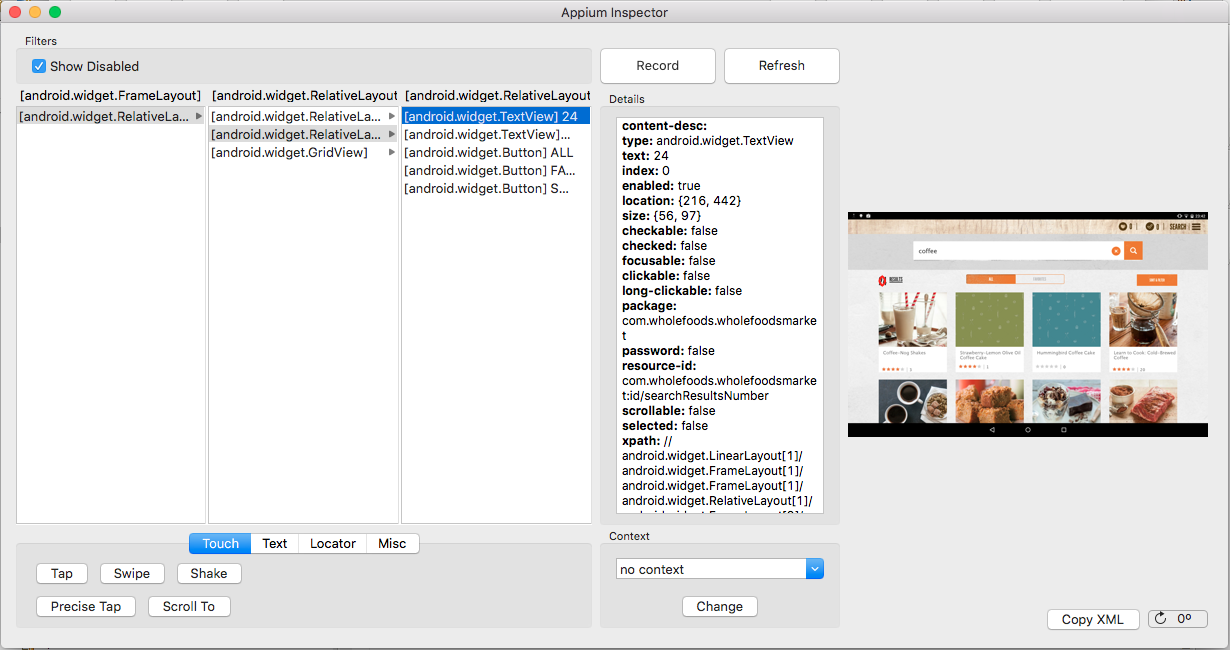 Appium Inspector
Filters
Show Disabled
Record
Refresh
[android.widget.FrameLayout]
[android.widget.RelativeLayout
[android.widget.RelativeLayout
[android.widget.RelativeLa...
[android.widget.RelativeLa...
[android.widget.RelativeLa...
[android.widget.GridView]
[android.widget.TextView] 24
[android.widget.TextView]...
[android.widget.Button] ALL
[android.widget.Button] FA...
[android.widget.Button] S...
Details
content-desc:
type: android.widget.TextView
text: 24
index: 0
enabled: true
location: {216, 442}
size: {56, 97}
checkable: false
checked: false
focusable: false
clickable: false
long-clickable: false
package:
com.wholefoods.wholefoodsmarke
t
password: false
resource-id:
com.wholefoods.wholefoodsmarke
t:id/searchResultsNumber
scrollable: false
selected: false
xpath: //
android.widget.LinearLayout[1]/
android.widget.FrameLayout[1]/
android.widget.FrameLayout[1]/
android.widget.RelativeLayout[1]/
0
0
SEARCH
coffee
RESULTS
ALL
Coffee-Nog Shakes
Strawberry-Lemon Olive Oil
Coffee Cake
Hummingbird Coffee Cake
Learn to Cook: Cold-Brewed
Coffee
Touch
Text
Locator
Misc
Tap
Swipe
Shake
Precise Tap
Scroll To
Context
no context
Change
Copy XML
0º